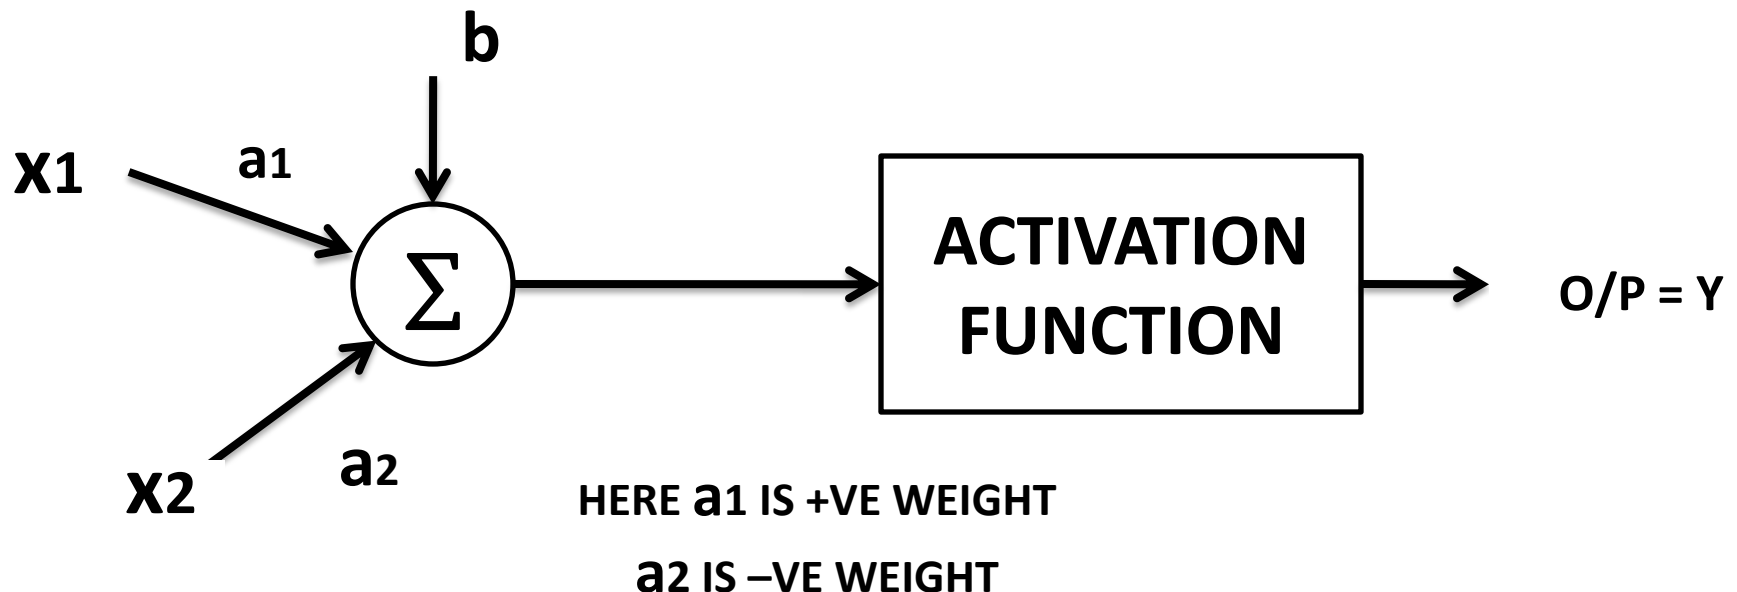 b
x1
a1
Σ
ACTIVATION
FUNCTION
O/P = Y
x2
a2
HERE a1 IS +VE WEIGHT
a2 IS –VE WEIGHT